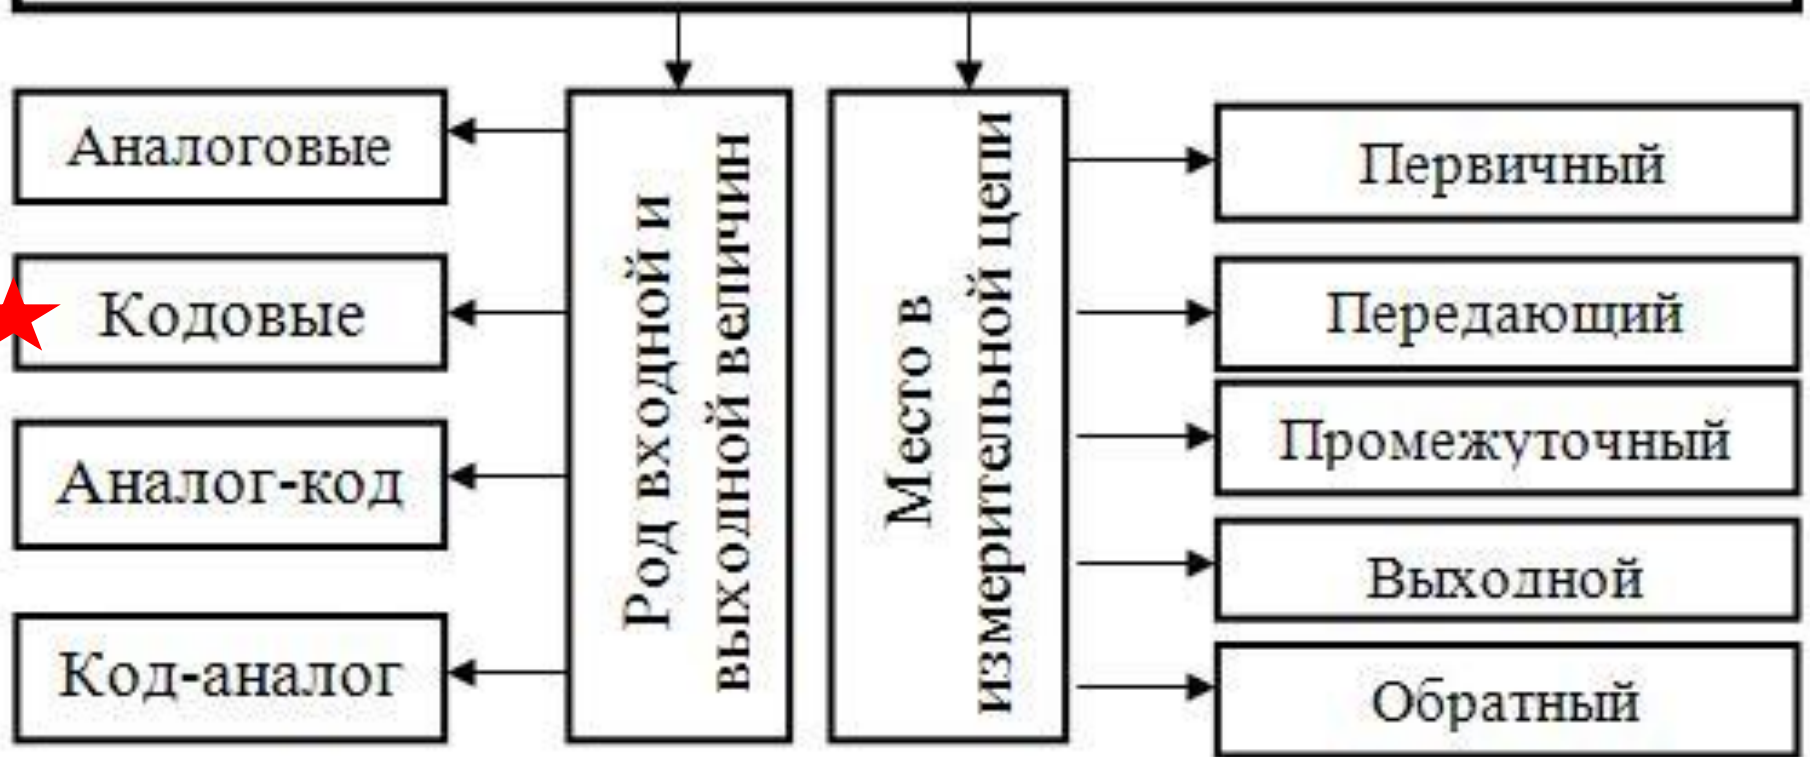 Аналоговые
Кодовые
Аналог-код
Код-аналог
Род входной и
выходной величин
Место в
измерительной цепи
Первичный
Передающий
Промежуточный
Выходной
Обратный